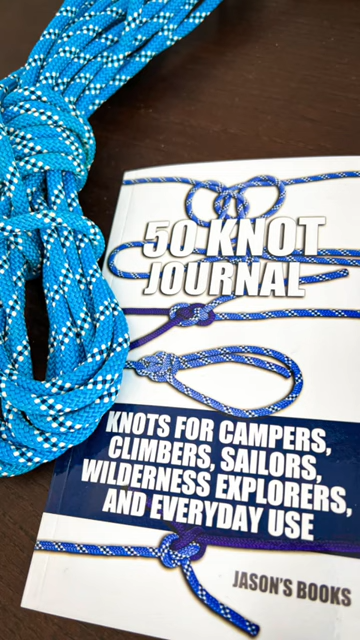 50 KNOT
JOURNAL
KNOTS FOR CAMPERS,
CLIMBERS, SAILORS,
WILDERNESS EXPLORERS,
AND EVERYDAY USE
JASON'S BOOKS